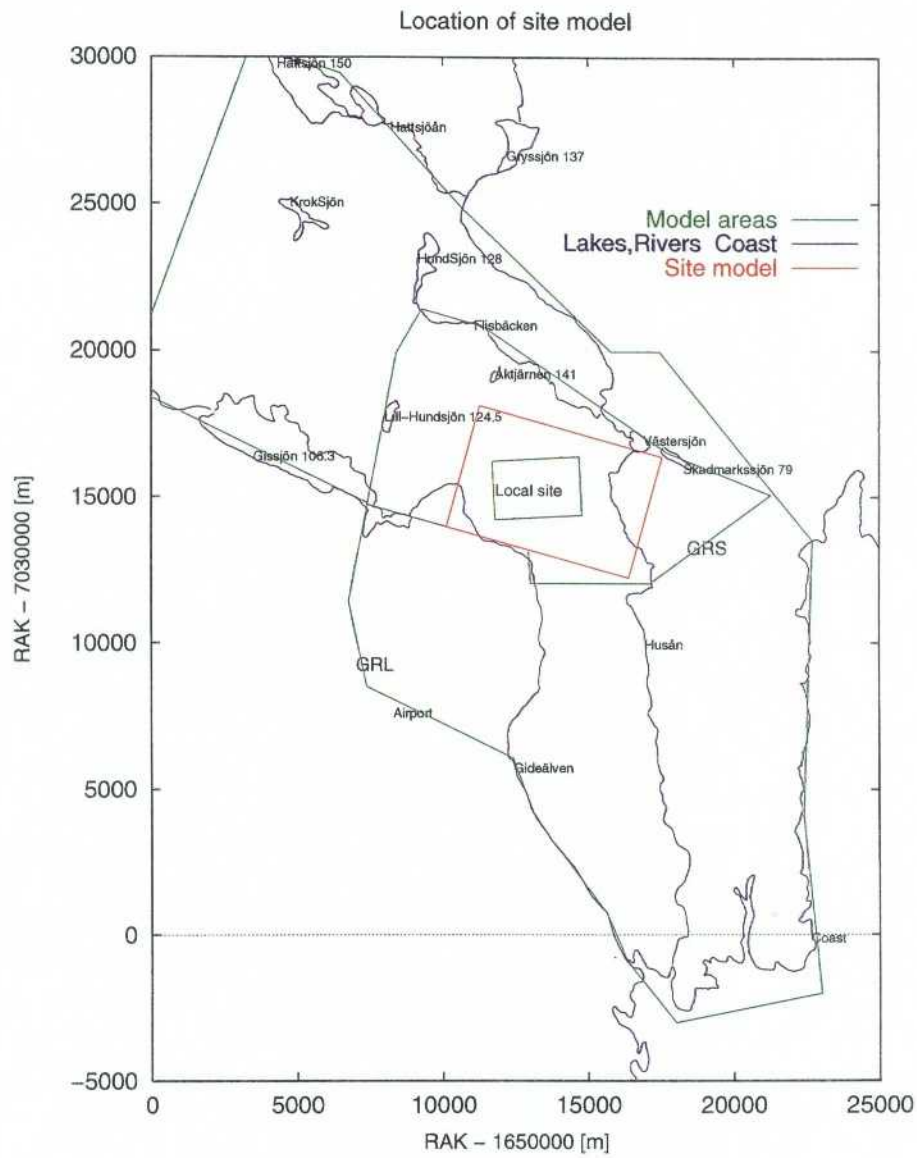 Location of site model
30000
25000
20000
15000
10000
5000
0
-5000
0
5000
10000
15000
20000
25000
RAK - 7030000 [m]
RAK - 1650000 [m]
Model areas
Lakes,Rivers Coast
Site model
Hattsjön 150
Hattsjöån
Gryssjön 137
KrokSjön
HundSjön 128
Flisbäcken
Åktjärnen 141
Lill-Hundsjön 124.5
Västersjön
Gissjön 106.3
Skadmarkssjön 79
Local site
GRS
Husån
GRL
Airport
Gideälven
Coast